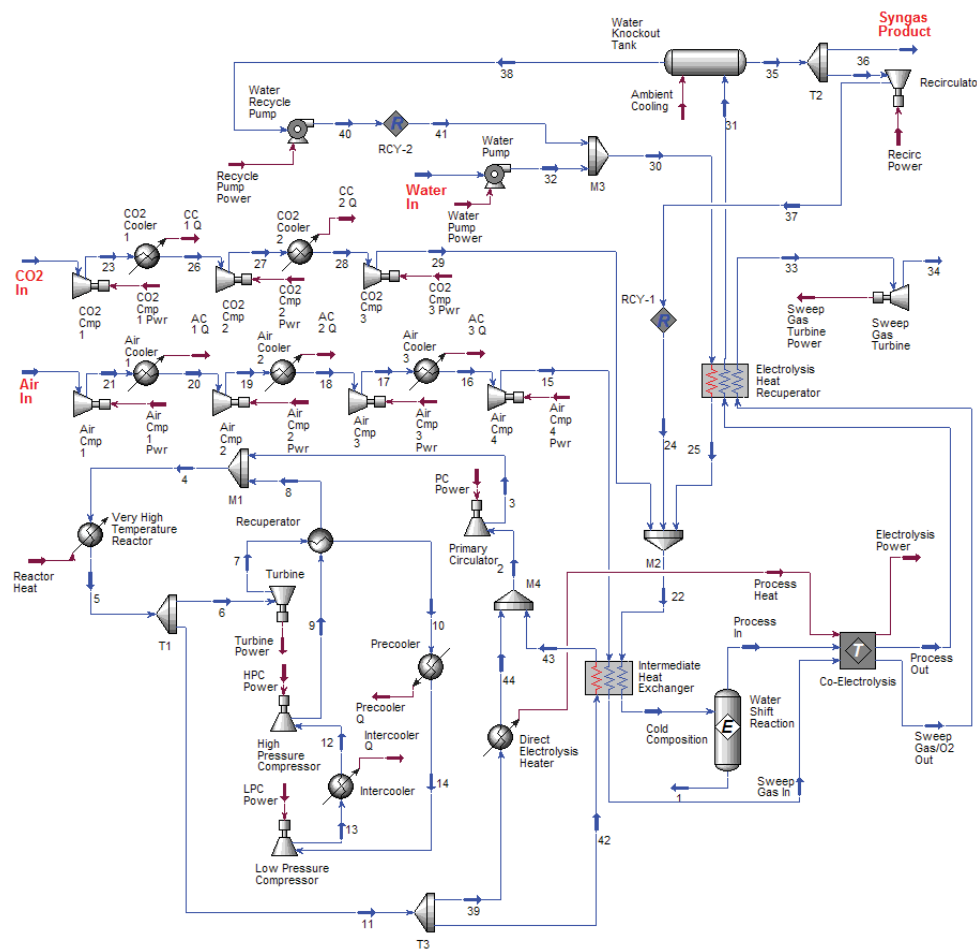 Syngas
Product
Water
Knockout
Tank
38
35
36
T2
Recirculator
Ambient
Cooling
31
Recirc
Power
Water
Recycle
Pump
40
R
41
RCY-2
Recycle
Pump
Power
Water
Pump
32
M3
30
Water
In
Water
Pump
Power
37
CO2
In
23
CO2
Cooler
1
CC
1 Q
26
27
CO2
Cooler
2
CC
2 Q
28
29
CO2
Cmp
1
CO2
Cmp
1 Pwr
CO2
Cmp
2
CO2
Cmp
2 Pwr
CO2
Cmp
3
CO2
Cmp
3 Pwr
33
34
Sweep
Gas
Turbine
Power
Sweep
Gas
Turbine
RCY-1
R
Air
In
21
Air
Cooler
1
AC
1 Q
20
19
Air
Cooler
2
AC
2 Q
18
17
Air
Cooler
3
AC
3 Q
16
15
Air
Cmp
1
Air
Cmp
1 Pwr
Air
Cmp
2
Air
Cmp
2 Pwr
Air
Cmp
3
Air
Cmp
3 Pwr
Air
Cmp
4
Air
Cmp
4 Pwr
Electrolysis
Heat
Recuperator
24
25
4
M1
8
3
PC
Power
Primary
Circulator
2
M4
M2
22
Very High
Temperature
Reactor
Reactor
Heat
5
T1
6
7
Recuperator
Turbine
Turbine
Power
9
10
HPC
Power
High
Pressure
Compressor
12
Precooler
Precooler
Q
Intercooler
Q
Intercooler
14
LPC
Power
13
Low Pressure
Compressor
11
T3
39
42
43
44
Direct
Electrolysis
Heater
Intermediate
Heat
Exchanger
Cold
Composition
E
Water
Shift
Reaction
1
Sweep
Gas In
Process
Heat
Process
In
Electrolysis
Power
T
Co-Electrolysis
Process
Out
Sweep
Gas/O2
Out